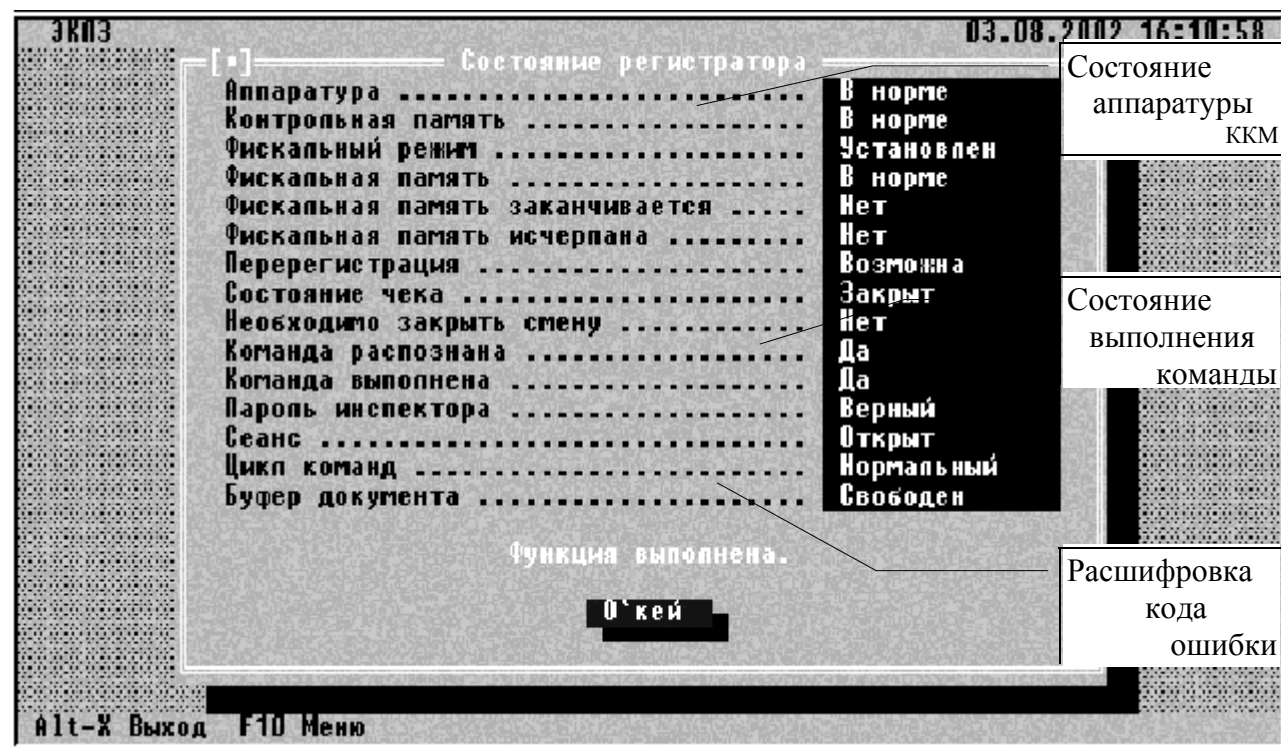 ЭКПЗ 03.08.2002 16:10:58
[▪] Состояние регистратора
Аппаратура .......................... В норме
Контрольная память .................. В норме
Фискальный режим .................... Установлен
Фискальная память ................... В норме
Фискальная память заканчивается ..... Нет
Фискальная память исчерпана ......... Нет
Перерегистрация ..................... Возможна
Состояние чека ...................... Закрыт
Необходимо закрыть смену ............ Нет
Команда распознана .................. Да
Команда выполнена ................... Да
Пароль инспектора ................... Верный
Сеанс ............................... Открыт
Цикл команд ......................... Нормальный
Буфер документа ..................... Свободен
Функция выполнена.
О`кей
Alt-X Выход F10 Меню
Состояние
аппаратуры
ККМ
Состояние
выполнения
команды
Расшифровка
кода
ошибки